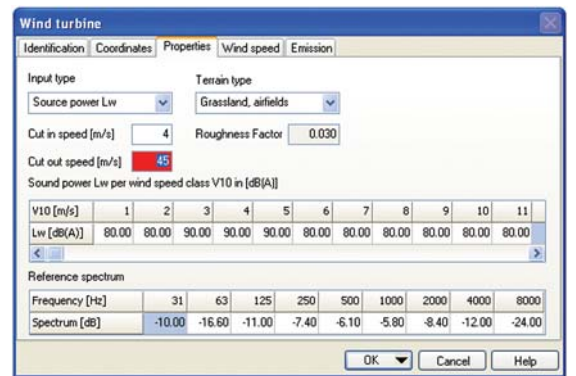 Wind turbine
Identification Coordinates Properties Wind speed Emission
Input type Terrain type
Source power Lw Grassland, airfields
Cut in speed [m/s] 4 Roughness Factor 0.030
Cut out speed [m/s] 45
Sound power Lw per wind speed class V10 in [dB(A)]
V10 [m/s] 1 2 3 4 5 6 7 8 9 10 11
Lw [dB(A)] 80.00 80.00 90.00 90.00 90.00 80.00 80.00 80.00 80.00 80.00 80.00
Reference spectrum
Frequency [Hz] 31 63 125 250 500 1000 2000 4000 8000
Spectrum [dB] -10.00 -16.60 -11.00 -7.40 -6.10 -5.80 -8.40 -12.00 -24.00
OK Cancel Help